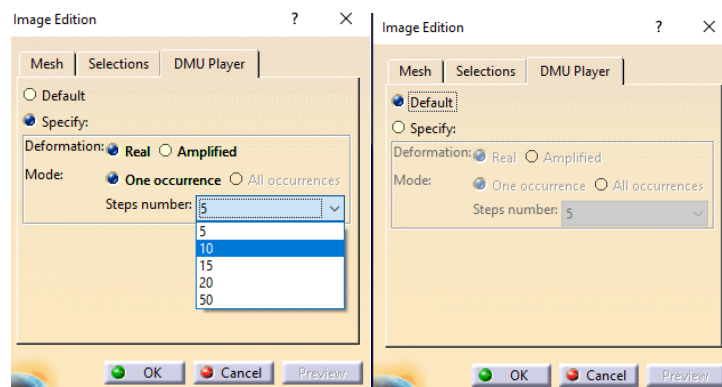 Image Edition ? ×
Mesh Selections DMU Player
Default
Specify:
Deformation: Real Amplified
Mode: One occurrence All occurrences
Steps number: 5
5
10
15
20
50
OK Cancel Preview
Image Edition ? ×
Mesh Selections DMU Player
Default
Specify:
Deformation: Real Amplified
Mode: One occurrence All occurrences
Steps number: 5
OK Cancel Preview